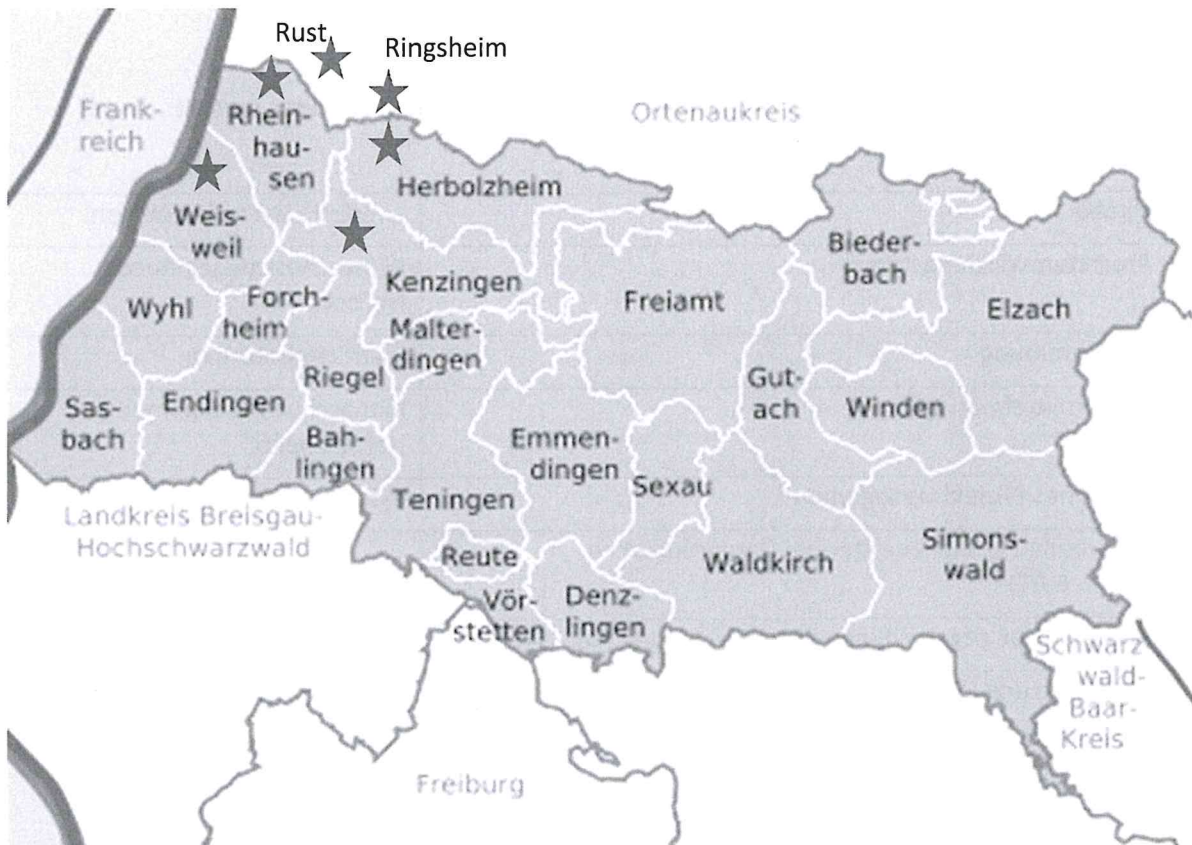 Rust
Ringsheim
Frank-
reich
Rhein-
hau-
sen
Ortenaukreis
Herbolzheim
Weis-
weil
Bieder-
bach
Wyhl
Forch-
heim
Kenzingen
Freiamt
Elzach
Malter-
dingen
Riegel
Gut-
ach
Winden
Sas-
bach
Endingen
Bah-
lingen
Emmen-
dingen
Sexau
Teningen
Landkreis Breisgau-
Hochschwarzwald
Reute
Waldkirch
Simons-
wald
Vör-
stetten
Denz-
lingen
Schwarz
wald-
Baar-
Kreis
Freiburg